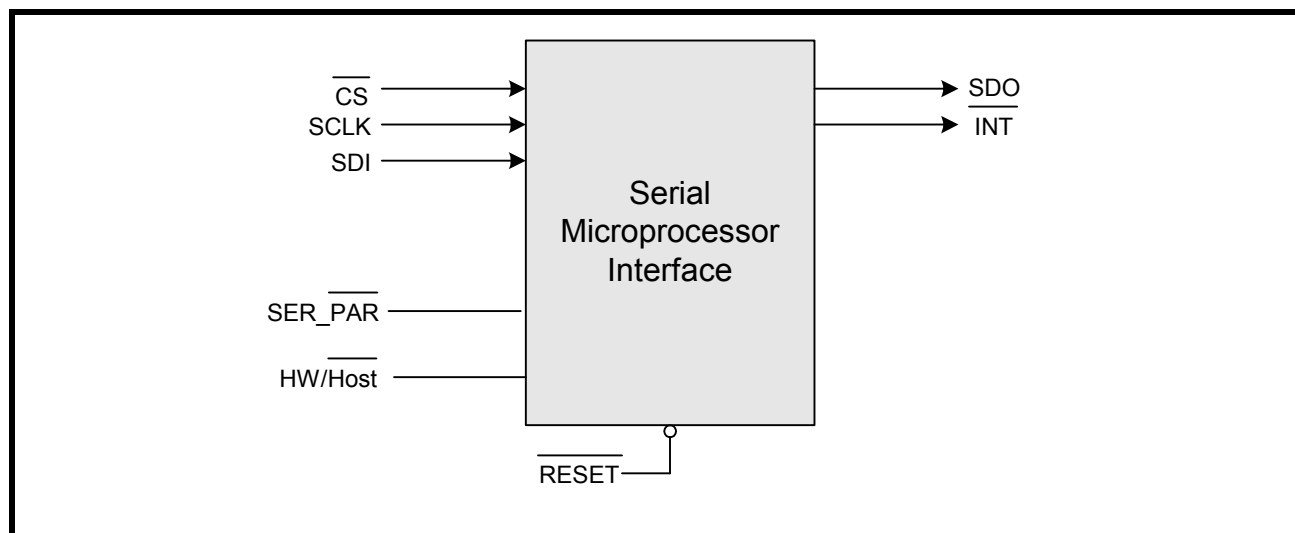 CS
SCLK
SDI
SER_PAR
HW/Host
Serial
Microprocessor
Interface
SDO
INT
RESET